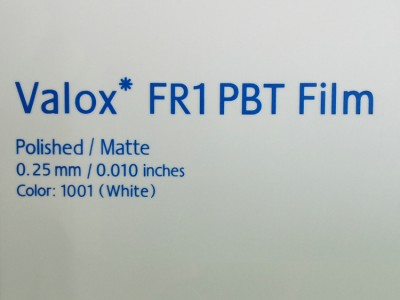 Valox* FR1 PBT Film
Polished / Matte
0.25 mm / 0.010 inches
Color: 1001 (White)